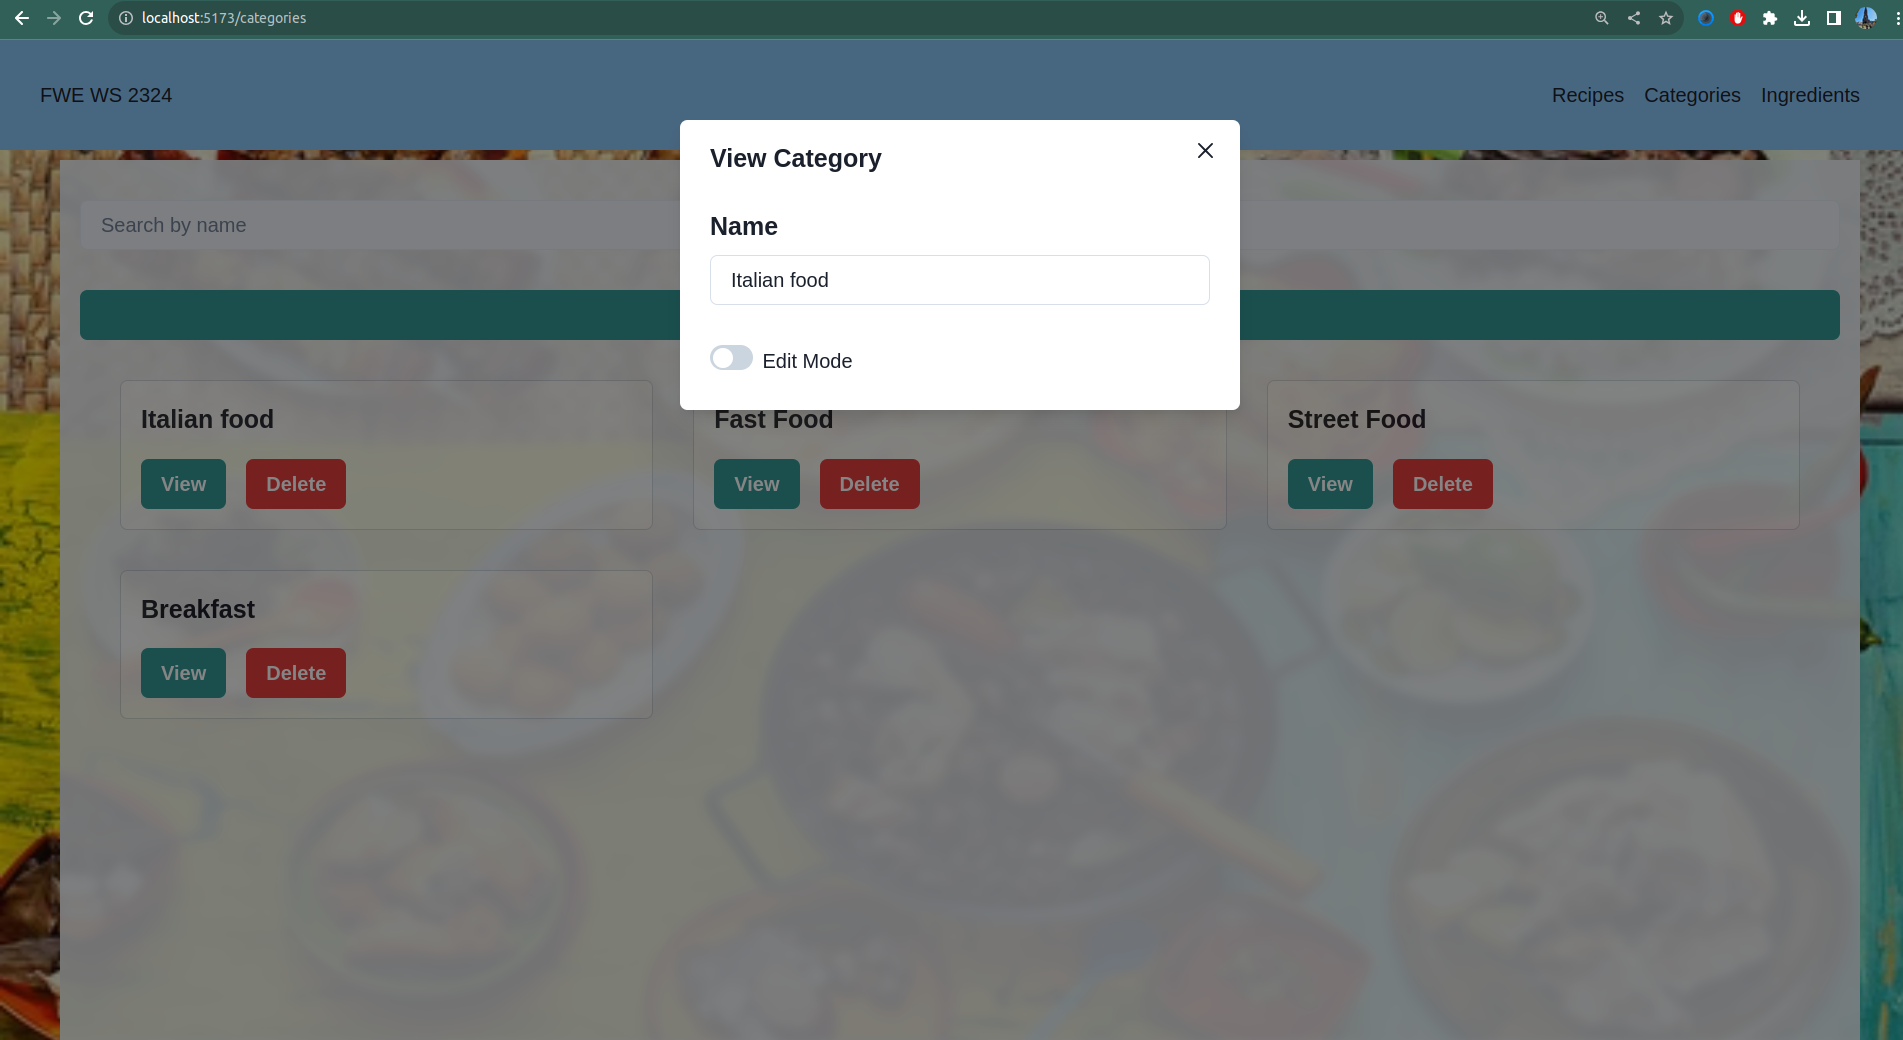 localhost:5173/categories
FWE WS 2324
Recipes Categories Ingredients
View Category
Search by name
Name
Italian food
Edit Mode
Italian food
View Delete
Fast Food
View Delete
Street Food
View Delete
Breakfast
View Delete